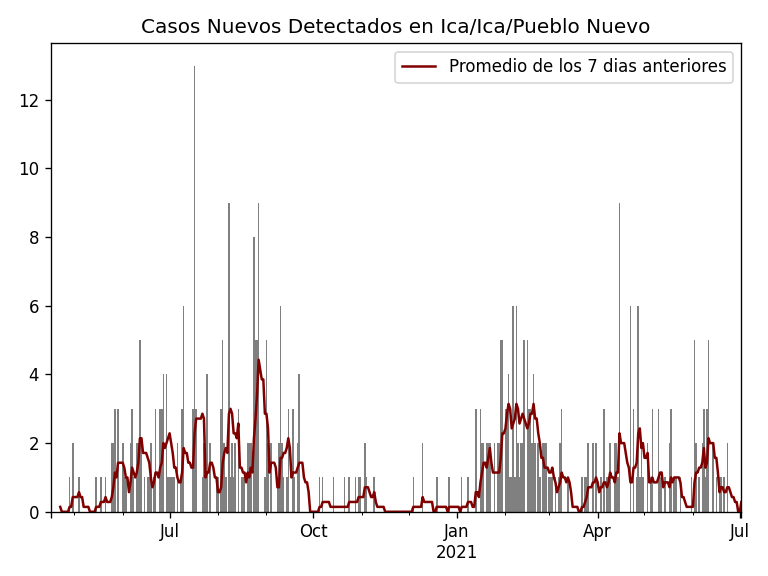 Casos Nuevos Detectados en Ica/Ica/Pueblo Nuevo
Promedio de los 7 dias anteriores
12
10
8
6
4
2
0
Jul
Oct
Jan
2021
Apr
Jul